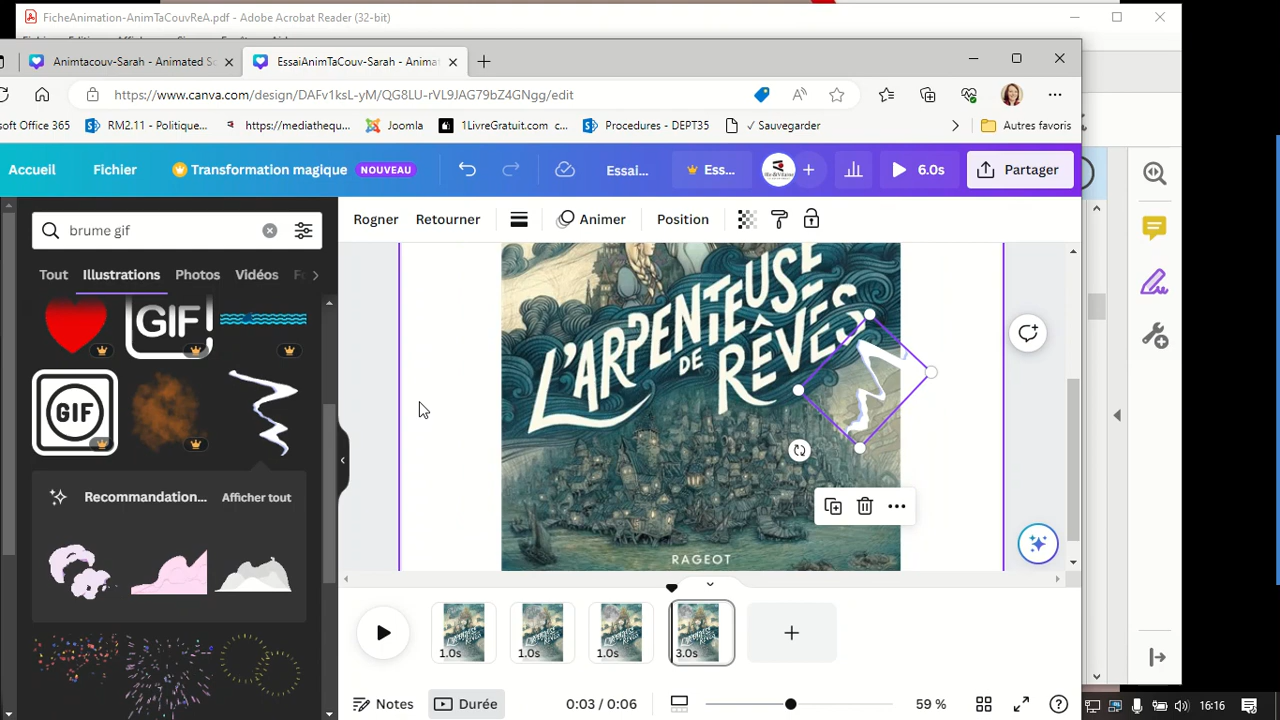 FicheAnimation-AnimTaCouvReA.pdf - Adobe Acrobat Reader (32-bit)
Animtacouv-Sarah - Animated Sc
EssaiAnimTaCouv-Sarah - Animat
https://www.canva.com/design/DAFv1ksL-yM/QG8LU-rVL9JAG79bZ4GNgg/edit
soft Office 365
RM2.11 - Politique...
https://mediathequ...
Joomla
1LivreGratuit.com c...
Procedures - DEPT35
✓ Sauvegarder
Autres favoris
Accueil
Fichier
Transformation magique NOUVEAU
Essai...
Ess...
6.0s
Partager
brume gif
Rogner
Retourner
Animer
Position
Tout
Illustrations
Photos
Vidéos
GIF!
GIF
L'ARPENTEUSE
DE RÊVES
RAGEOT
Recommandation...
Afficher tout
1.0s
1.0s
1.0s
3.0s
Notes
Durée
0:03 / 0:06
59 %
16:16